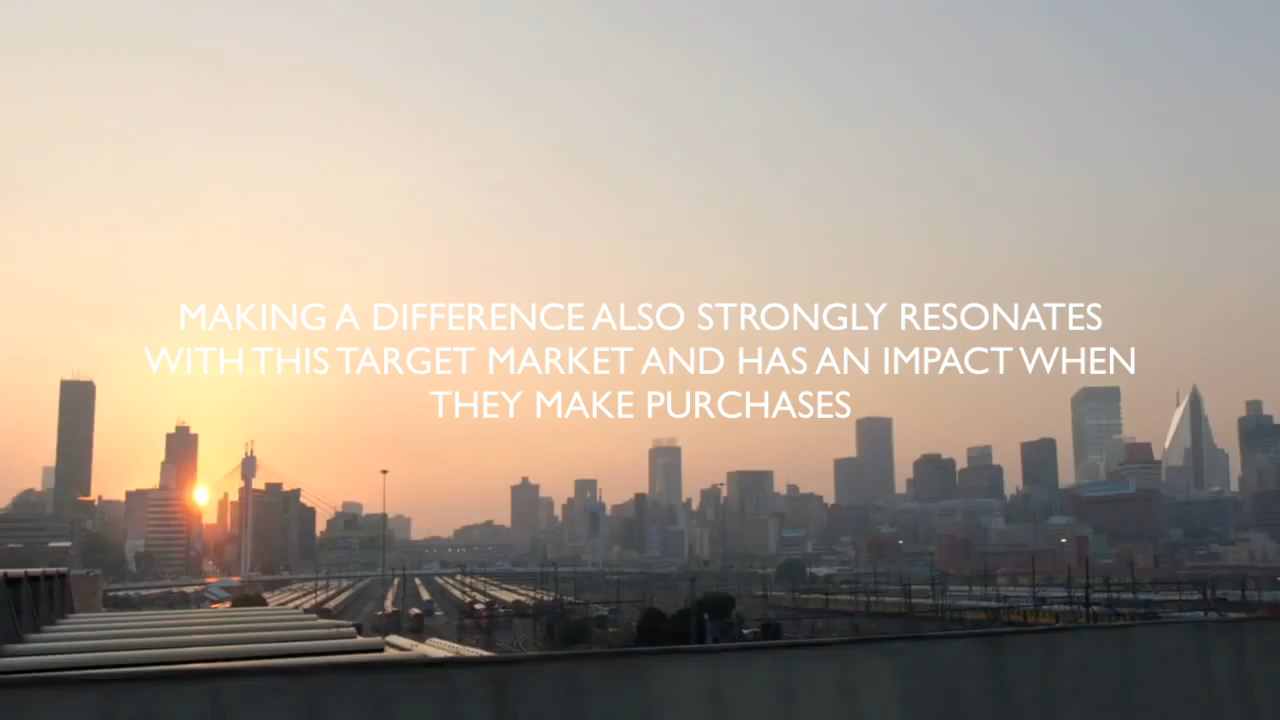 MAKING A DIFFERENCE ALSO STRONGLY RESONATES
WITH THIS TARGET MARKET AND HAS AN IMPACT WHEN
THEY MAKE PURCHASES